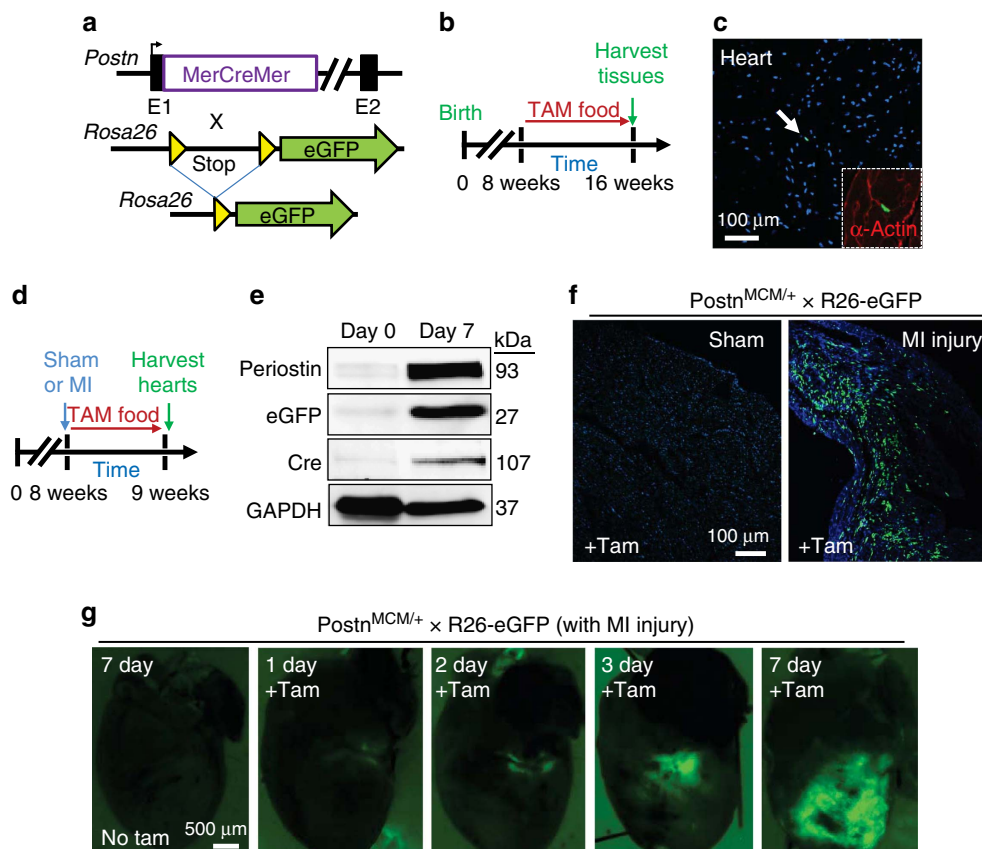 a
Postn
MerCreMer
E1
E2
Rosa26
X
Stop
eGFP
Rosa26
eGFP
b
Harvest
tissues
Birth
TAM food
Time
0
8 weeks
16 weeks
c
Heart
100 µm
α-Actin
d
Sham
or MI
Harvest
hearts
TAM food
Time
0 8 weeks
9 weeks
e
Day 0
Day 7
kDa
Periostin
93
eGFP
27
Cre
107
GAPDH
37
f
Postn^MCM/+ × R26-eGFP
Sham
+Tam
100 µm
MI injury
+Tam
g
Postn^MCM/+ × R26-eGFP (with MI injury)
7 day
No tam
500 µm
1 day
+Tam
2 day
+Tam
3 day
+Tam
7 day
+Tam